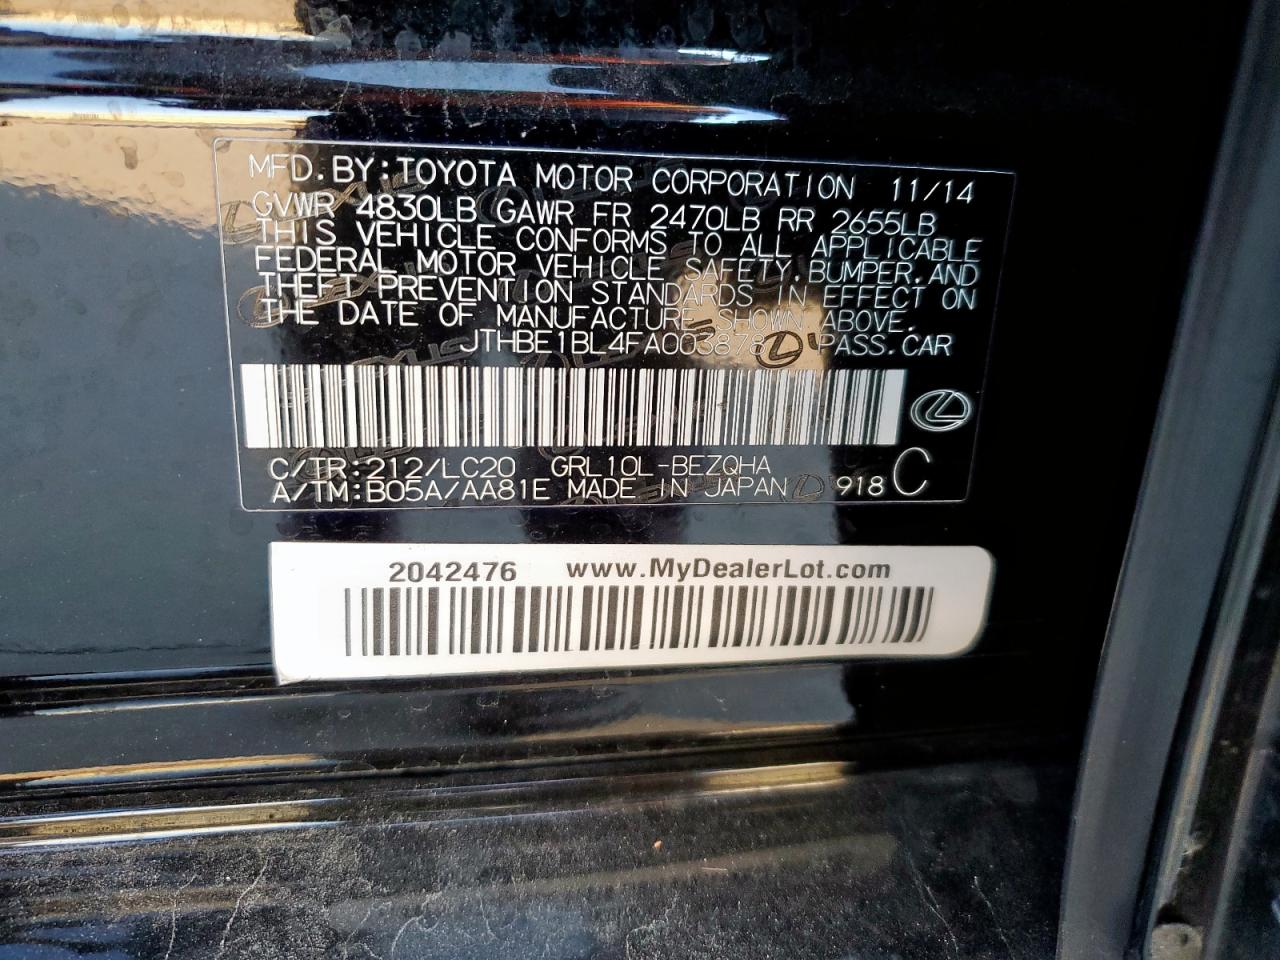 MFD.BY:TOYOTA MOTOR CORPORATION 11/14
GVWR 4830LB GAWR FR 2470LB RR 2655LB
THIS VEHICLE CONFORMS TO ALL APPLICABLE
FEDERAL MOTOR VEHICLE SAFETY,BUMPER,AND
THEFT PREVENTION STANDARDS IN EFFECT ON
THE DATE OF MANUFACTURE SHOWN ABOVE.
JTHBE1BL4FA003878 PASS.CAR
C/TR:212/LC20 GRL10L-BEZQHA
A/TM:B05A/AA81E MADE IN JAPAN 918 C
2042476 www.MyDealerLot.com